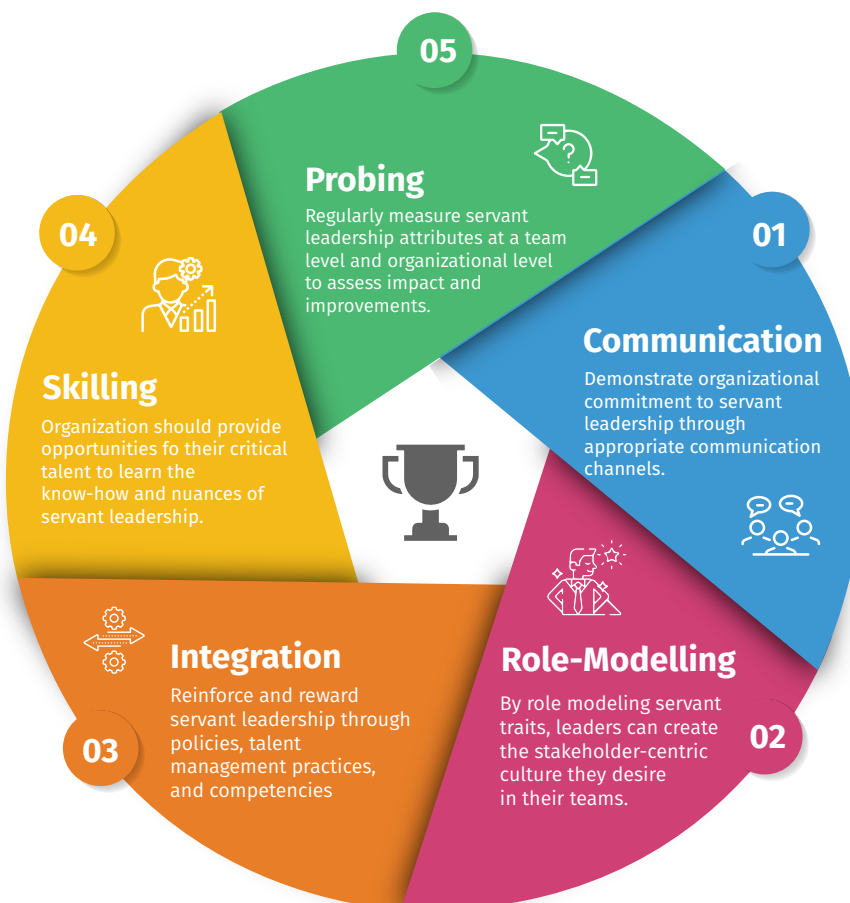 05
Probing
Regularly measure servant
leadership attributes at a team
level and organizational level
to assess impact and
improvements.
01
Communication
Demonstrate organizational
commitment to servant
leadership through
appropriate communication
channels.
04
Skilling
Organization should provide
opportunities fo their critical
talent to learn the
know-how and nuances of
servant leadership.
?
03
Integration
Reinforce and reward
servant leadership through
policies, talent
management practices,
and competencies
02
Role-Modelling
By role modeling servant
traits, leaders can create
the stakeholder-centric
culture they desire
in their teams.